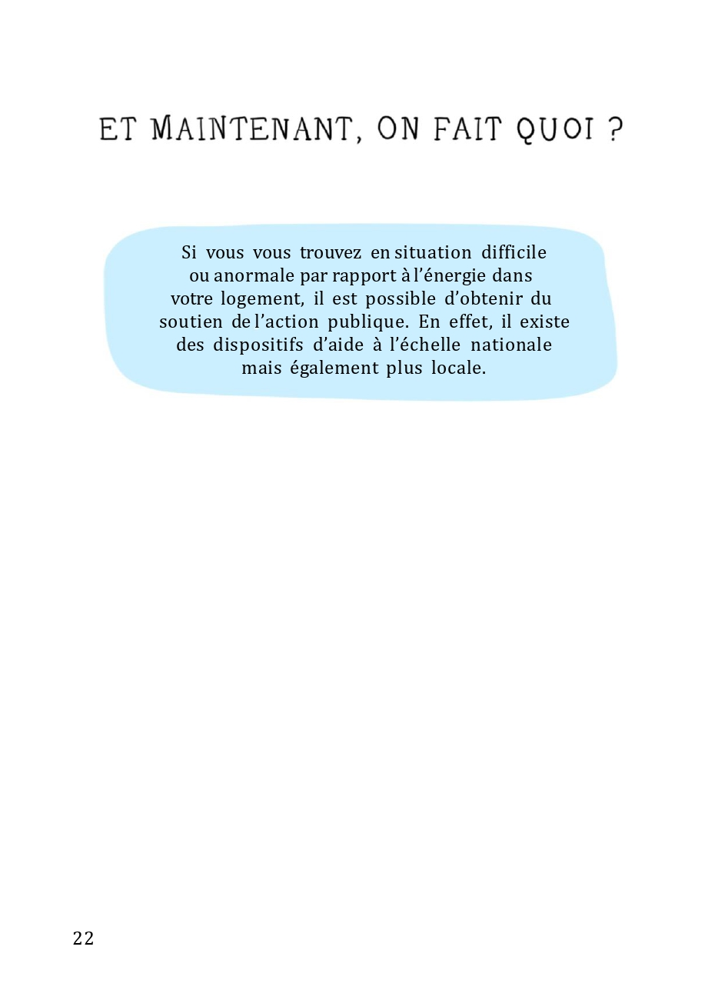 ET MAINTENANT, ON FAIT QUOI ?
Si vous vous trouvez en situation difficile
ou anormale par rapport à l’énergie dans
votre logement, il est possible d’obtenir du
soutien de l’action publique. En effet, il existe
des dispositifs d’aide à l’échelle nationale
mais également plus locale.
22